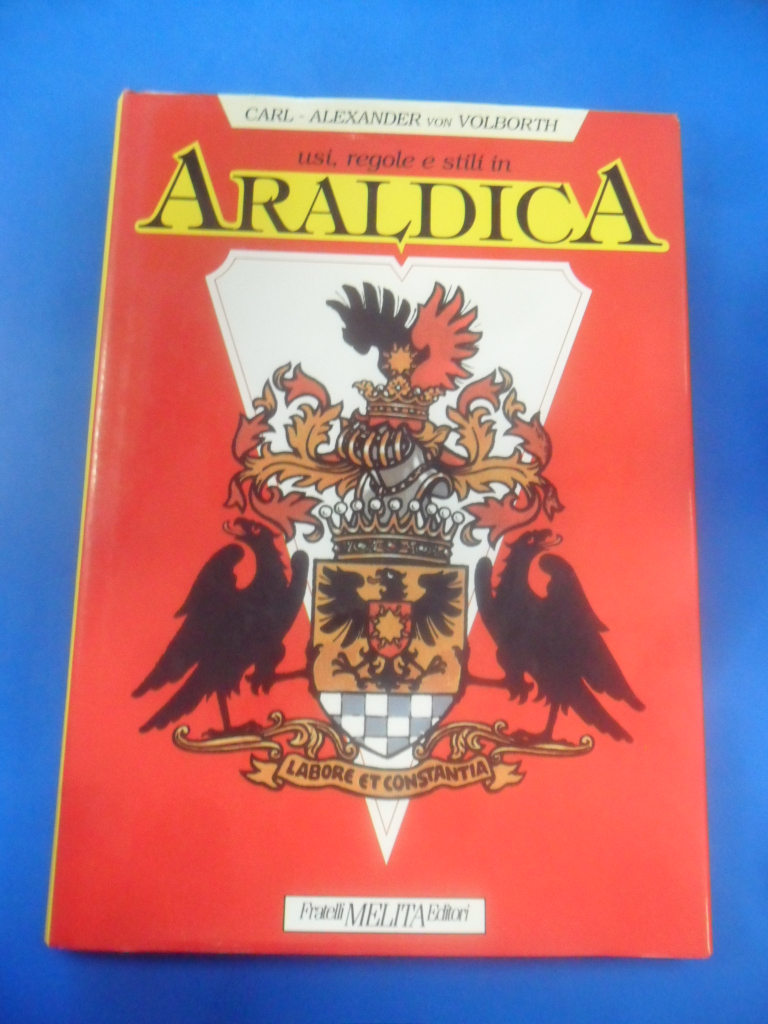 CARL - ALEXANDER VON VOLBORTH
usi, regole e stili in
ARALDICA
LABORE ET CONSTANTIA
Fratelli MELITA Editori